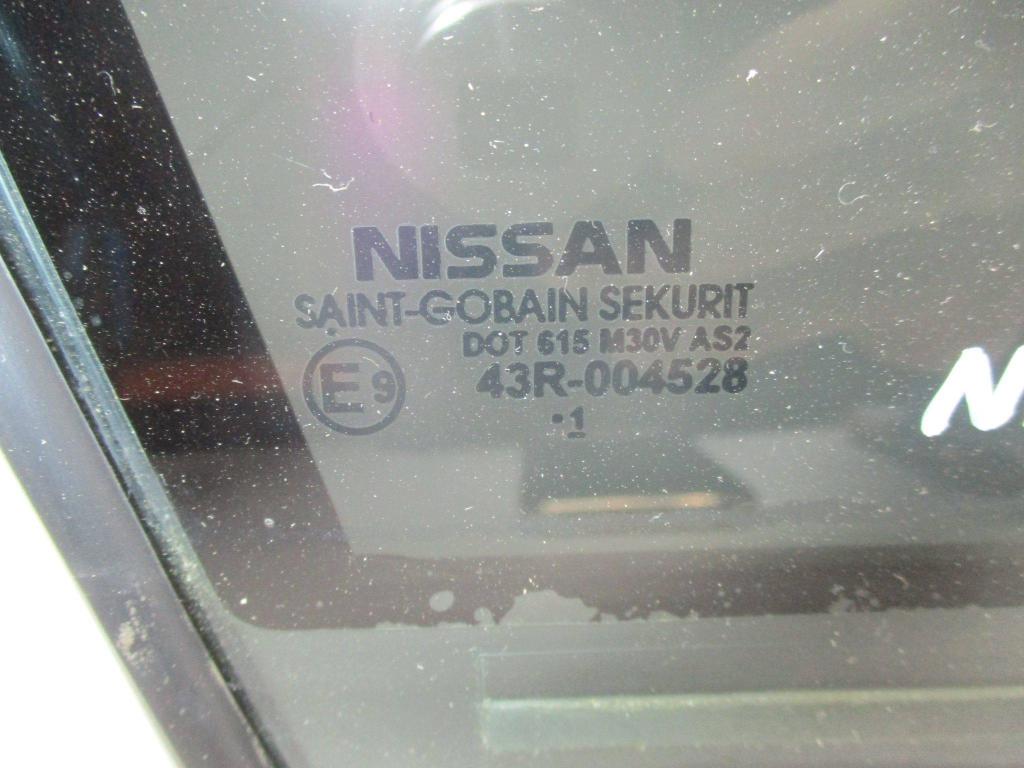 NISSAN
SAINT-GOBAIN SEKURIT
DOT 615 M30V AS2
E9 43R-004528
.1